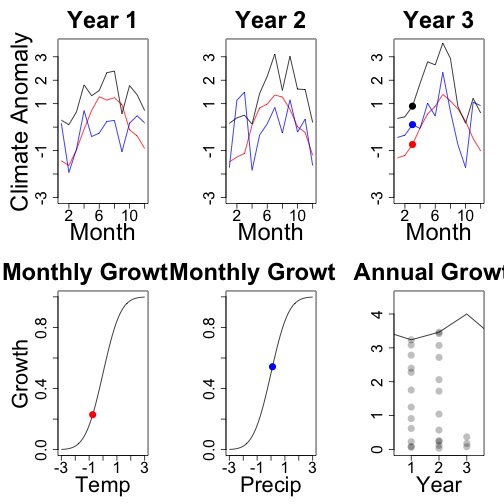 Year 1 Year 2 Year 3
Climate Anomaly
3
1
-1
-3
2 6 10
Month
3
1
-1
-3
2 6 10
Month
3
1
-1
-3
2 6 10
Month
Monthly Growt Monthly Growt Annual Growt
Growth
0.8
0.4
0.0
-3 -1 1 3
Temp
0.8
0.4
0.0
-3 -1 1 3
Precip
4
3
2
1
0
1 2 3
Year